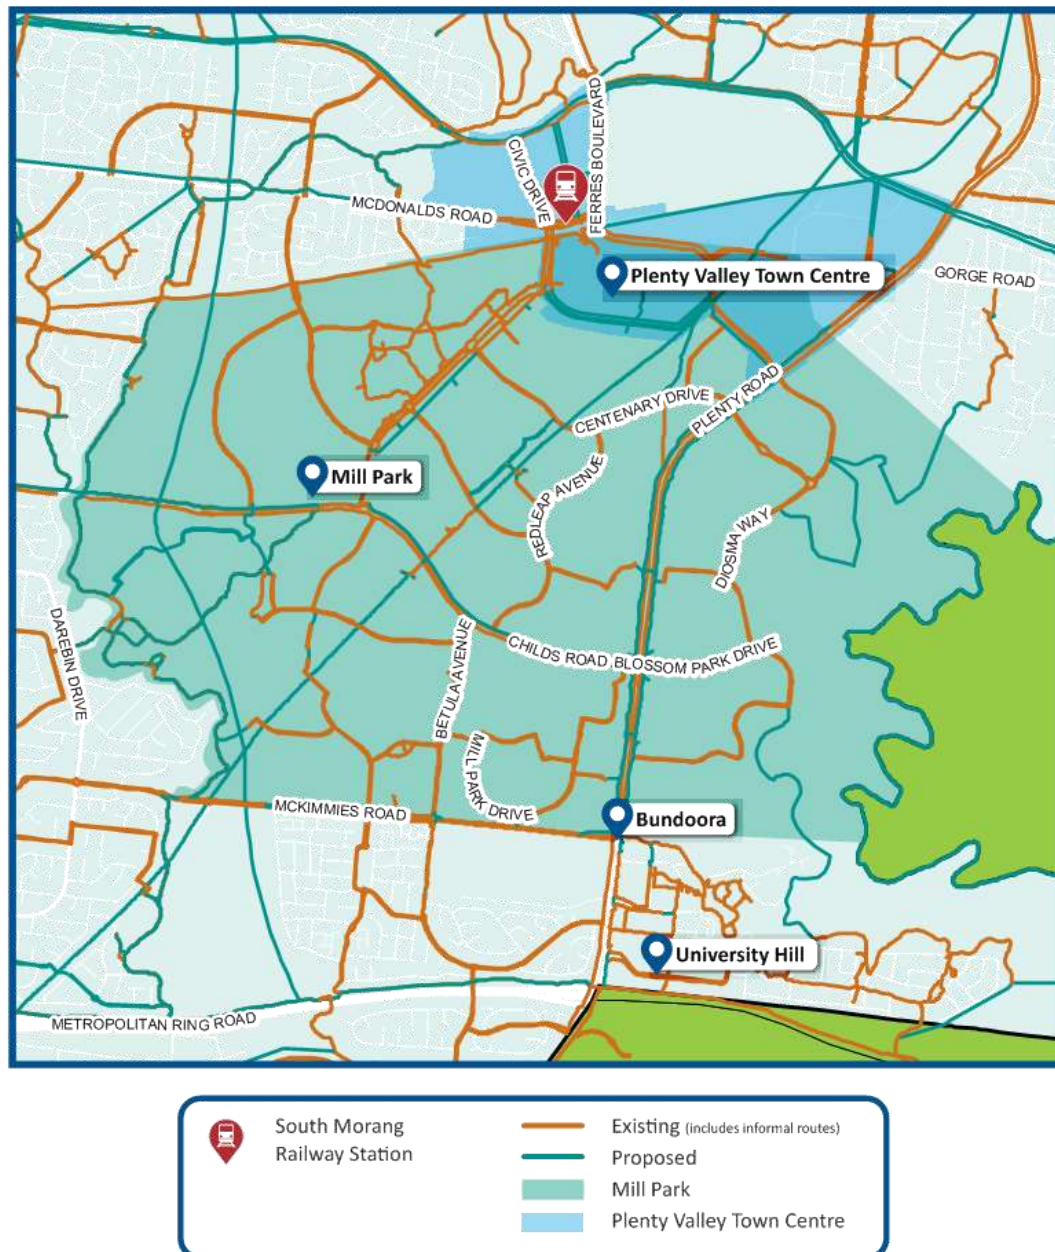 FERRES BOULEVARD
CIVIC DRIVE
MCDONALDS ROAD
Plenty Valley Town Centre
GORGE ROAD
CENTENARY DRIVE
PLENTY ROAD
Mill Park
REDLEAP AVENUE
DIOSMA WAY
DAREBIN DRIVE
BETULA AVENUE
CHILDS ROAD
BLOSSOM PARK DRIVE
MILL PARK DRIVE
MCKIMMIES ROAD
Bundoora
University Hill
METROPOLITAN RING ROAD
South Morang
Railway Station
Existing (includes informal routes)
Proposed
Mill Park
Plenty Valley Town Centre